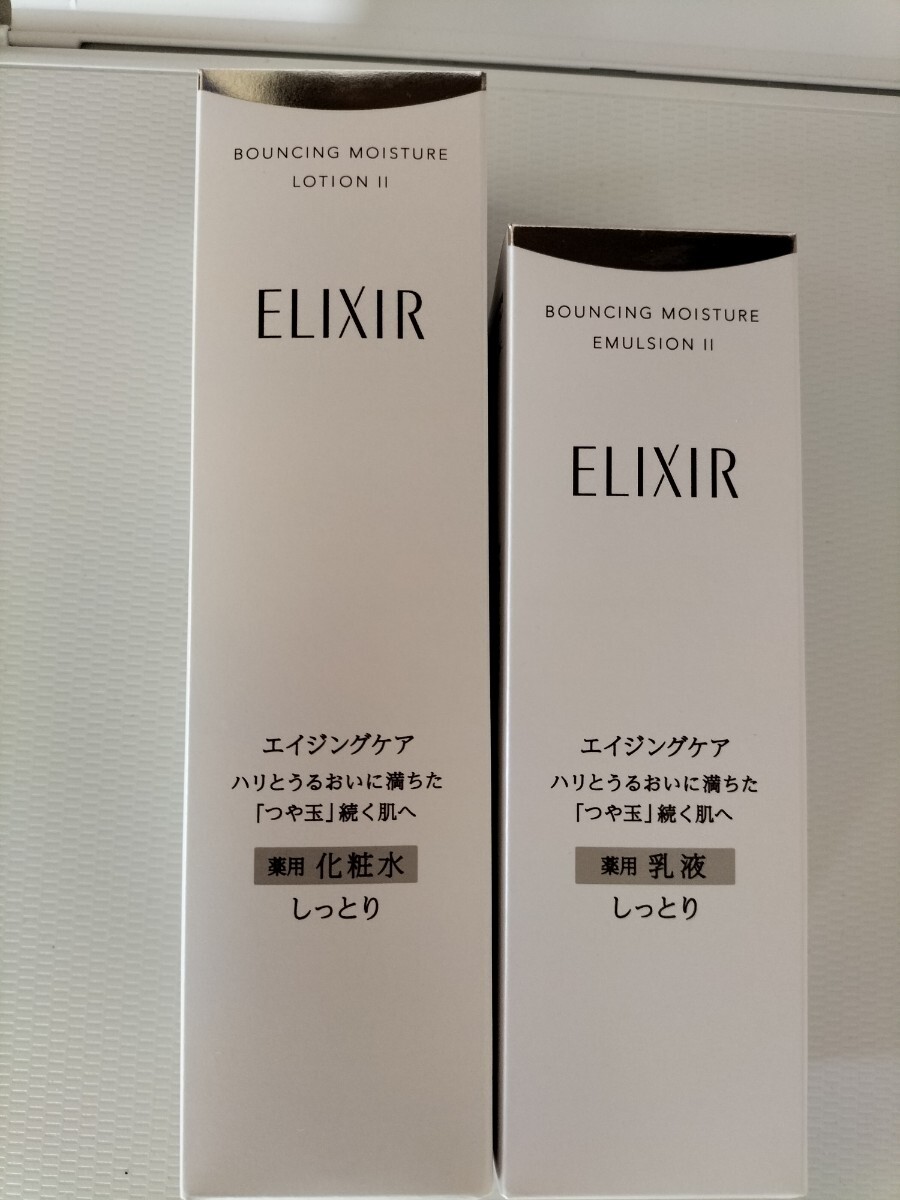 BOUNCING MOISTURE
LOTION II
ELIXIR
エイジングケア
ハリとうるおいに満ちた
「つや玉」続く肌へ
薬用 化粧水
しっとり
BOUNCING MOISTURE
EMULSION II
ELIXIR
エイジングケア
ハリとうるおいに満ちた
「つや玉」続く肌へ
薬用 乳液
しっとり